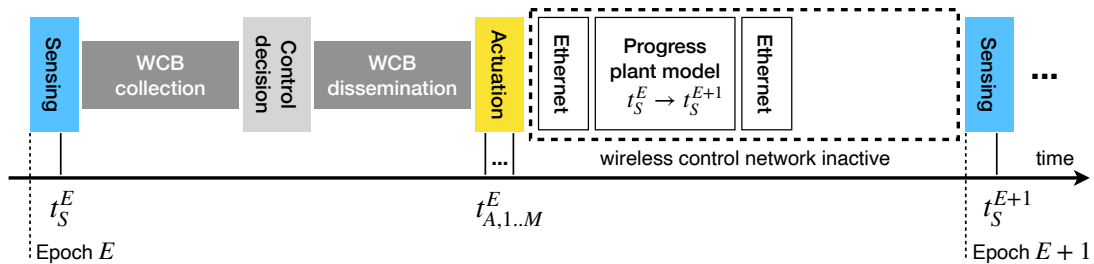 Sensing
WCB
collection
Control
decision
WCB
dissemination
Actuation
Ethernet
Progress
plant model
t_S^E → t_S^{E+1}
Ethernet
Sensing
...
...
wireless control network inactive
time
t_S^E
t_{A,1..M}^E
t_S^{E+1}
Epoch E
Epoch E + 1